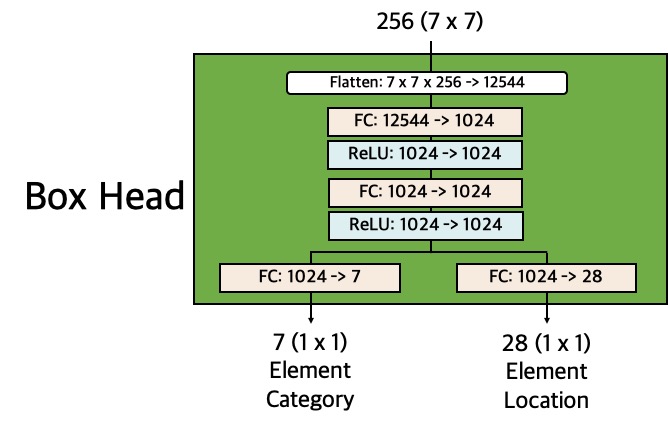 256 (7 x 7)
Flatten: 7 x 7 x 256 -> 12544
FC: 12544 -> 1024
ReLU: 1024 -> 1024
Box Head
FC: 1024 -> 1024
ReLU: 1024 -> 1024
FC: 1024 -> 7
FC: 1024 -> 28
7 (1 x 1)
Element
Category
28 (1 x 1)
Element
Location